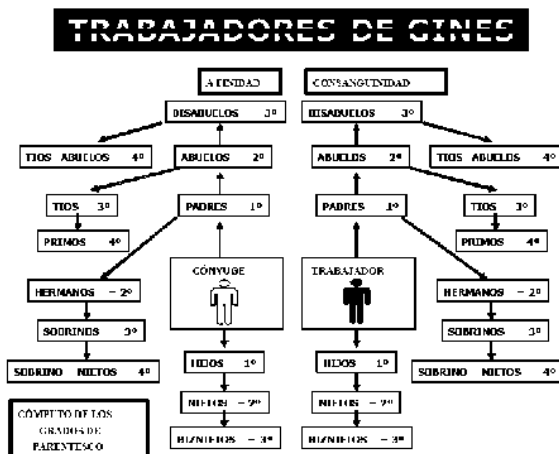 TRABAJADORES DE GINES
AFINIDAD
CONSANGUINIDAD
BISABUELOS 3º
BISABUELOS 3º
TIOS ABUELOS 4º
ABUELOS 2º
ABUELOS 2º
TIOS ABUELOS 4º
TIOS 3º
PADRES 1º
PADRES 1º
TIOS 3º
PRIMOS 4º
PRIMOS 4º
CÓNYUGE
TRABAJADOR
HERMANOS - 2º
HERMANOS - 2º
SOBRINOS 3º
SOBRINOS 3º
SOBRINO NIETOS 4º
HIJOS 1º
HIJOS 1º
SOBRINO NIETOS 4º
NIETOS - 2º
NIETOS - 2º
BIZNIETOS - 3º
BIZNIETOS - 3º
CÓMPUTO DE LOS
GRADOS DE
PARENTESCO